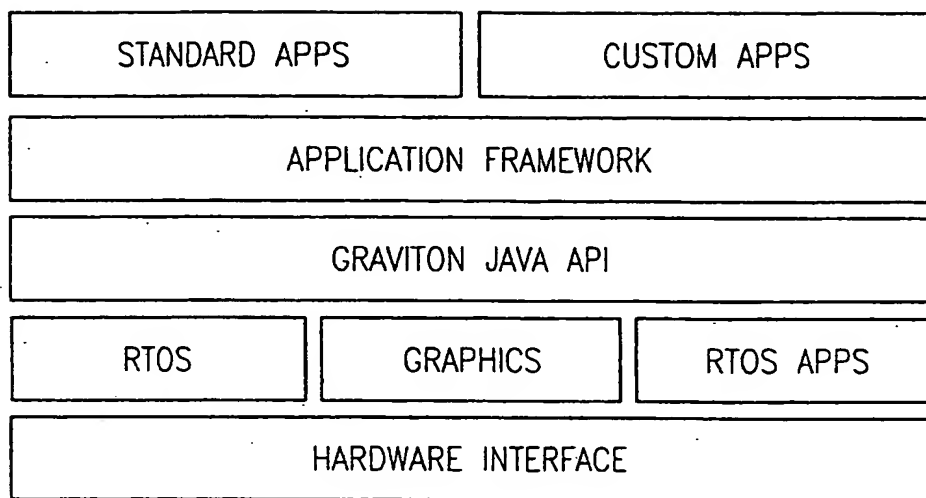 STANDARD APPS
CUSTOM APPS
APPLICATION FRAMEWORK
GRAVITON JAVA API
RTOS
GRAPHICS
RTOS APPS
HARDWARE INTERFACE